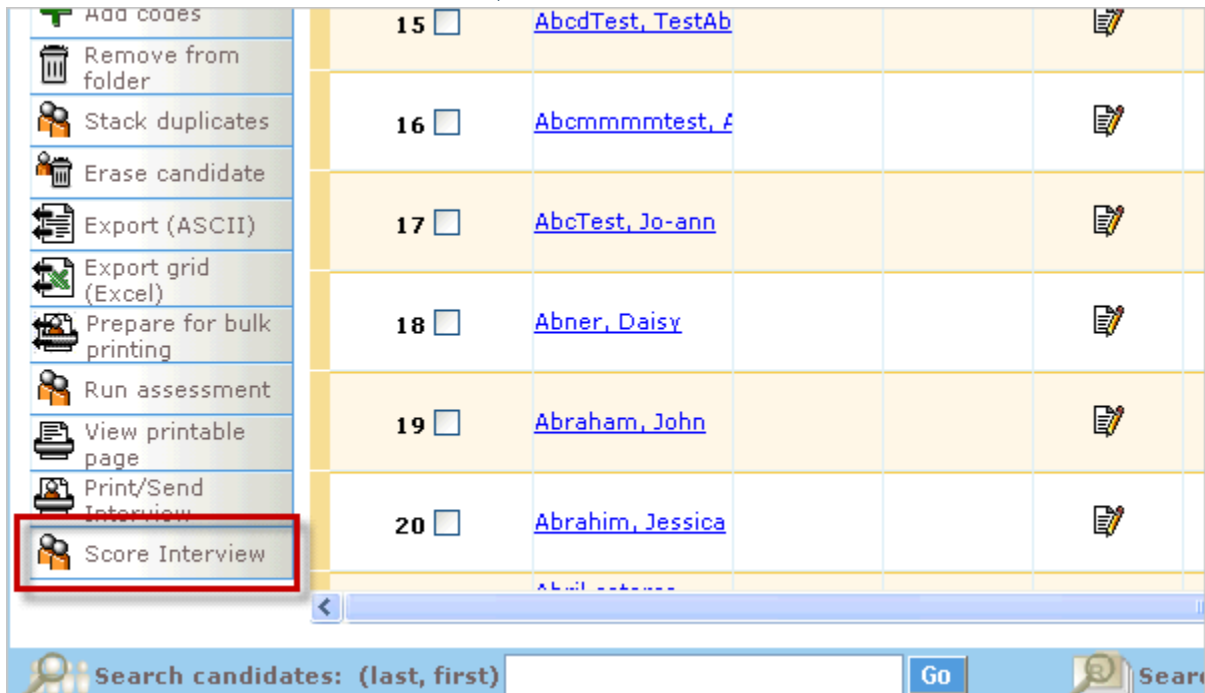 Add codes
Remove from
folder
Stack duplicates
Erase candidate
Export (ASCII)
Export grid
(Excel)
Prepare for bulk
printing
Run assessment
View printable
page
Print/Send
Interview
Score Interview
15 AbcdTest, TestAb
16 Abcmmmmtest, A
17 AbcTest, Jo-ann
18 Abner, Daisy
19 Abraham, John
20 Abrahim, Jessica
Search candidates: (last, first) Go Sear